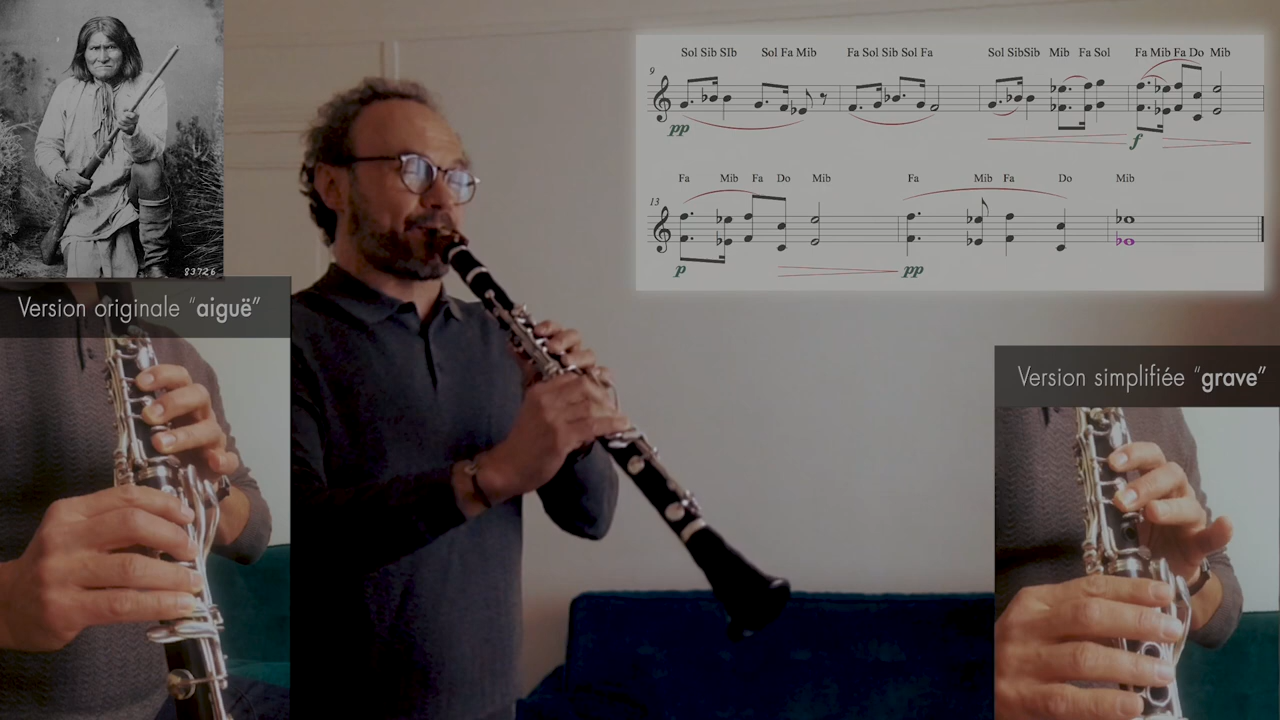 83726
Version originale “aiguë”
Sol Sib SIb Sol Fa Mib Fa Sol Sib Sol Fa Sol SibSib Mib Fa Sol Fa Mib Fa Do Mib
9
pp
f
Fa Mib Fa Do Mib Fa Mib Fa Do Mib
13
p
pp
Version simplifiée “grave”